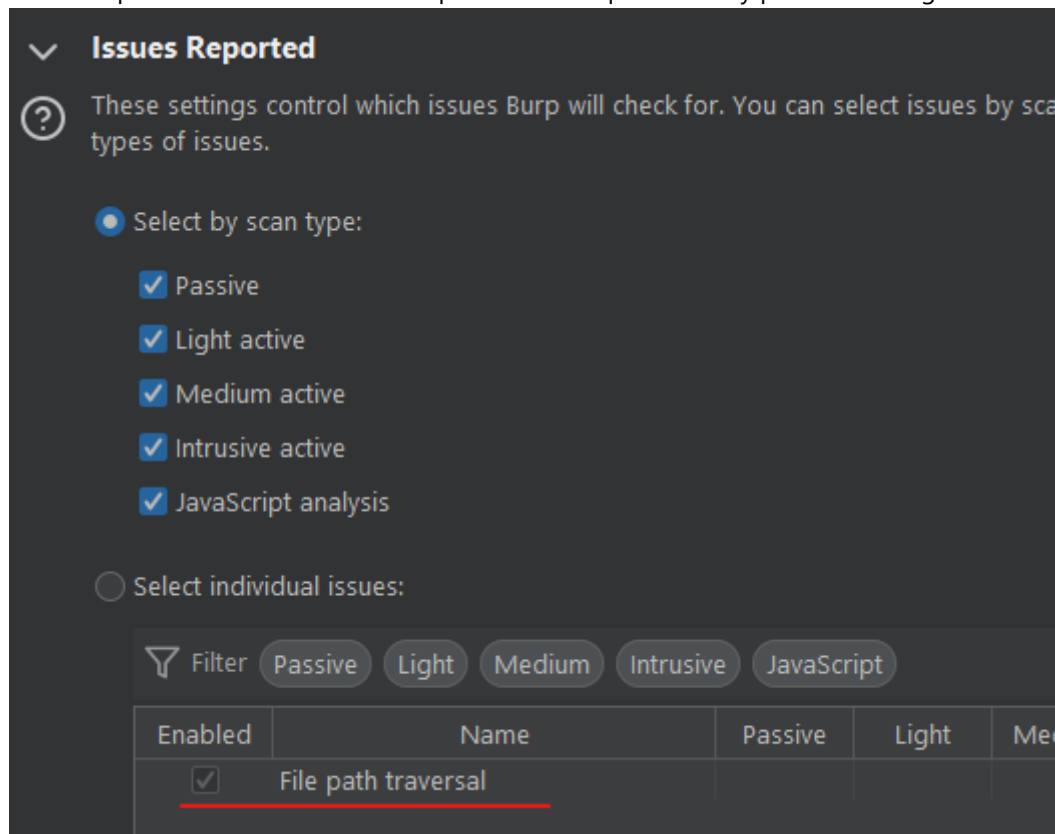 Issues Reported
These settings control which issues Burp will check for. You can select issues by sca
types of issues.
Select by scan type:
Passive
Light active
Medium active
Intrusive active
JavaScript analysis
Select individual issues:
Filter Passive Light Medium Intrusive JavaScript
Enabled Name Passive Light Med
File path traversal